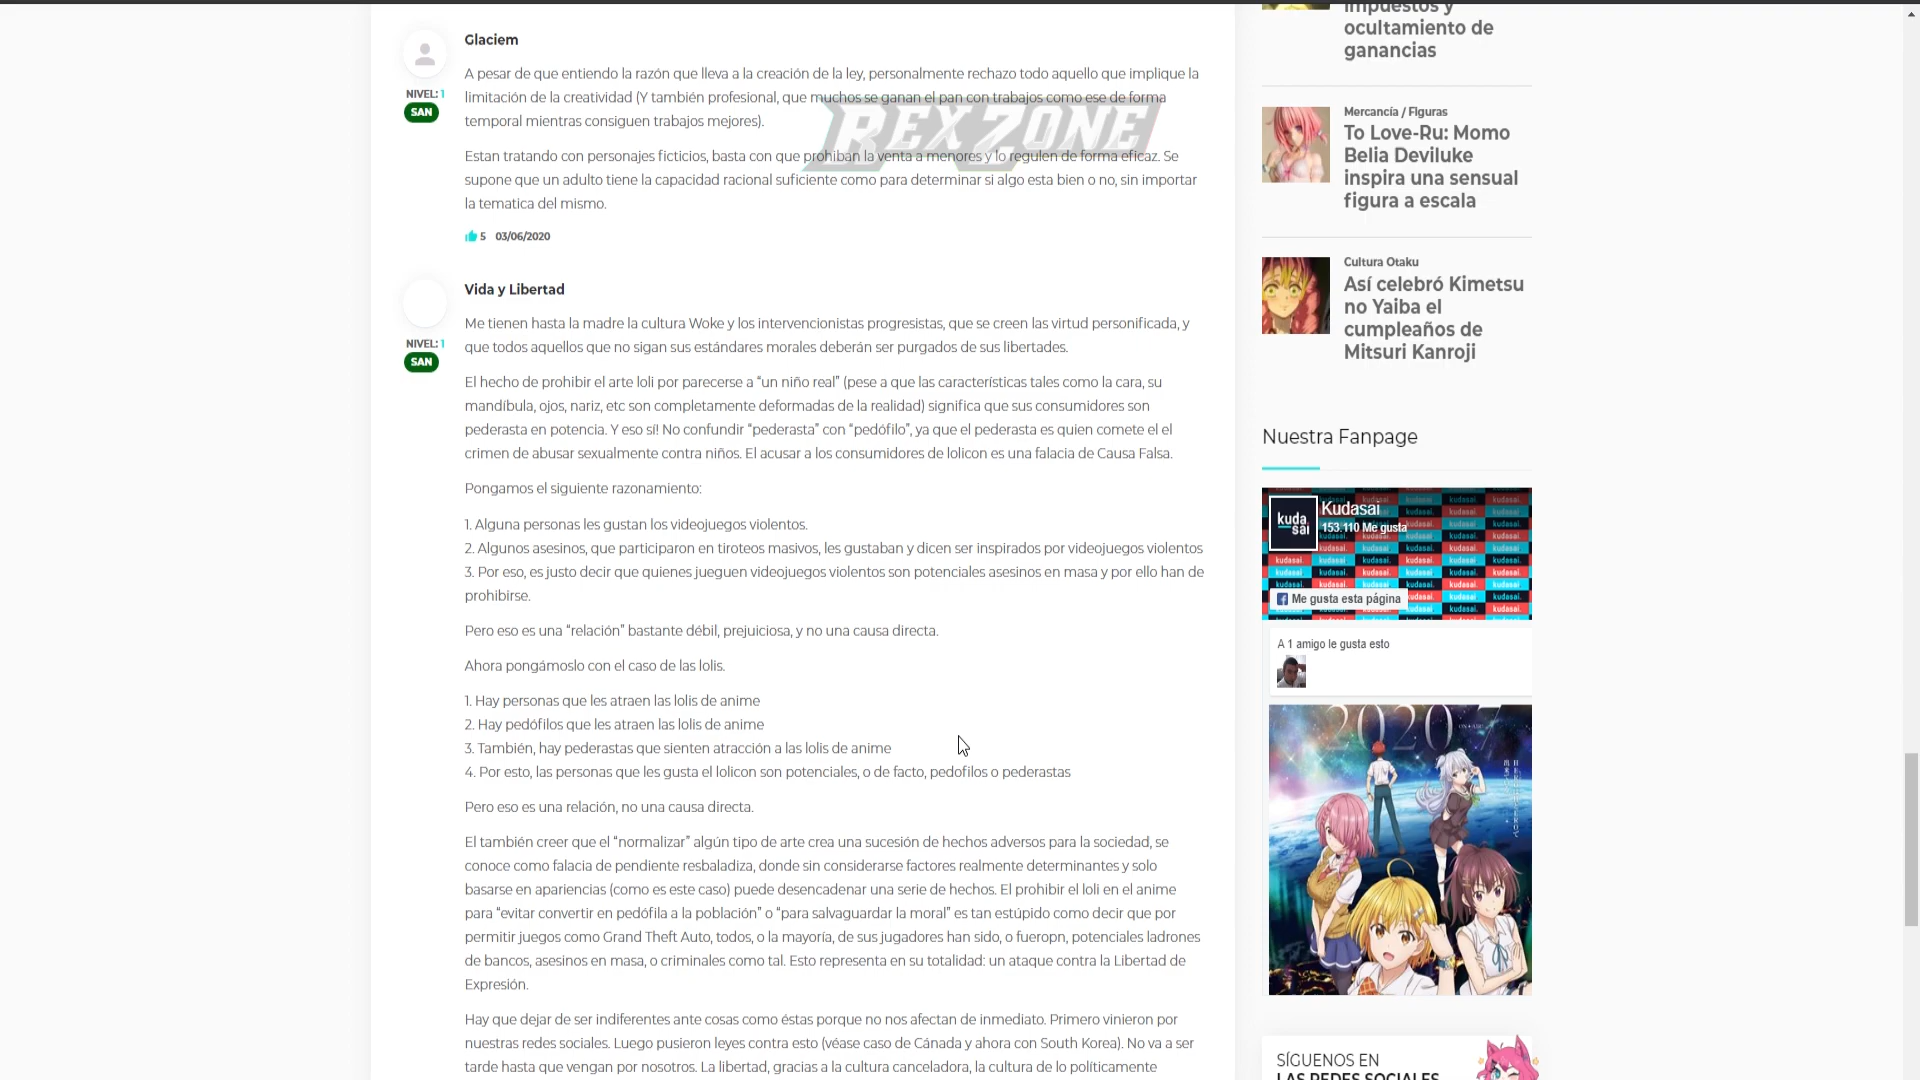 Glaciem
NIVEL: 1
SAN
A pesar de que entiendo la razón que lleva a la creación de la ley, personalmente rechazo todo aquello que implique la
limitación de la creatividad (Y también profesional, que muchos se ganan el pan con trabajos como ese de forma
temporal mientras consiguen trabajos mejores).
REX ZONE
Estan tratando con personajes ficticios, basta con que prohiban la venta a menores y lo regulen de forma eficaz. Se
supone que un adulto tiene la capacidad racional suficiente como para determinar si algo esta bien o no, sin importar
la tematica del mismo.
5 03/06/2020
Vida y Libertad
NIVEL: 1
SAN
Me tienen hasta la madre la cultura Woke y los intervencionistas progresistas, que se creen las virtud personificada, y
que todos aquellos que no sigan sus estándares morales deberán ser purgados de sus libertades.
El hecho de prohibir el arte loli por parecerse a “un niño real” (pese a que las características tales como la cara, su
mandíbula, ojos, nariz, etc son completamente deformadas de la realidad) significa que sus consumidores son
pederasta en potencia. Y eso sí! No confundir “pederasta” con “pedófilo”, ya que el pederasta es quien comete el el
crimen de abusar sexualmente contra niños. El acusar a los consumidores de lolicon es una falacia de Causa Falsa.
Pongamos el siguiente razonamiento:
1. Alguna personas les gustan los videojuegos violentos.
2. Algunos asesinos, que participaron en tiroteos masivos, les gustaban y dicen ser inspirados por videojuegos violentos
3. Por eso, es justo decir que quienes jueguen videojuegos violentos son potenciales asesinos en masa y por ello han de
prohibirse.
Pero eso es una “relación” bastante débil, prejuiciosa, y no una causa directa.
Ahora pongámoslo con el caso de las lolis.
1. Hay personas que les atraen las lolis de anime
2. Hay pedófilos que les atraen las lolis de anime
3. También, hay pederastas que sienten atracción a las lolis de anime
4. Por esto, las personas que les gusta el lolicon son potenciales, o de facto, pedofilos o pederastas
Pero eso es una relación, no una causa directa.
El también creer que el “normalizar” algún tipo de arte crea una sucesión de hechos adversos para la sociedad, se
conoce como falacia de pendiente resbaladiza, donde sin considerarse factores realmente determinantes y solo
basarse en apariencias (como es este caso) puede desencadenar una serie de hechos. El prohibir el loli en el anime
para “evitar convertir en pedófila a la población” o “para salvaguardar la moral” es tan estúpido como decir que por
permitir juegos como Grand Theft Auto, todos, o la mayoría, de sus jugadores han sido, o fueropn, potenciales ladrones
de bancos, asesinos en masa, o criminales como tal. Esto representa en su totalidad: un ataque contra la Libertad de
Expresión.
Hay que dejar de ser indiferentes ante cosas como éstas porque no nos afectan de inmediato. Primero vinieron por
nuestras redes sociales. Luego pusieron leyes contra esto (véase caso de Cánada y ahora con South Korea). No va a ser
tarde hasta que vengan por nosotros. La libertad, gracias a la cultura canceladora, la cultura de lo políticamente
impuestos y
ocultamiento de
ganancias
Mercancía / Figuras
To Love-Ru: Momo
Belia Deviluke
inspira una sensual
figura a escala
Cultura Otaku
Así celebró Kimetsu
no Yaiba el
cumpleaños de
Mitsuri Kanroji
Nuestra Fanpage
kuda
sai
Kudasai
153.110 Me gusta
Me gusta esta página
A 1 amigo le gusta esto
2020.7
SÍGUENOS EN
LAS REDES SOCIALES